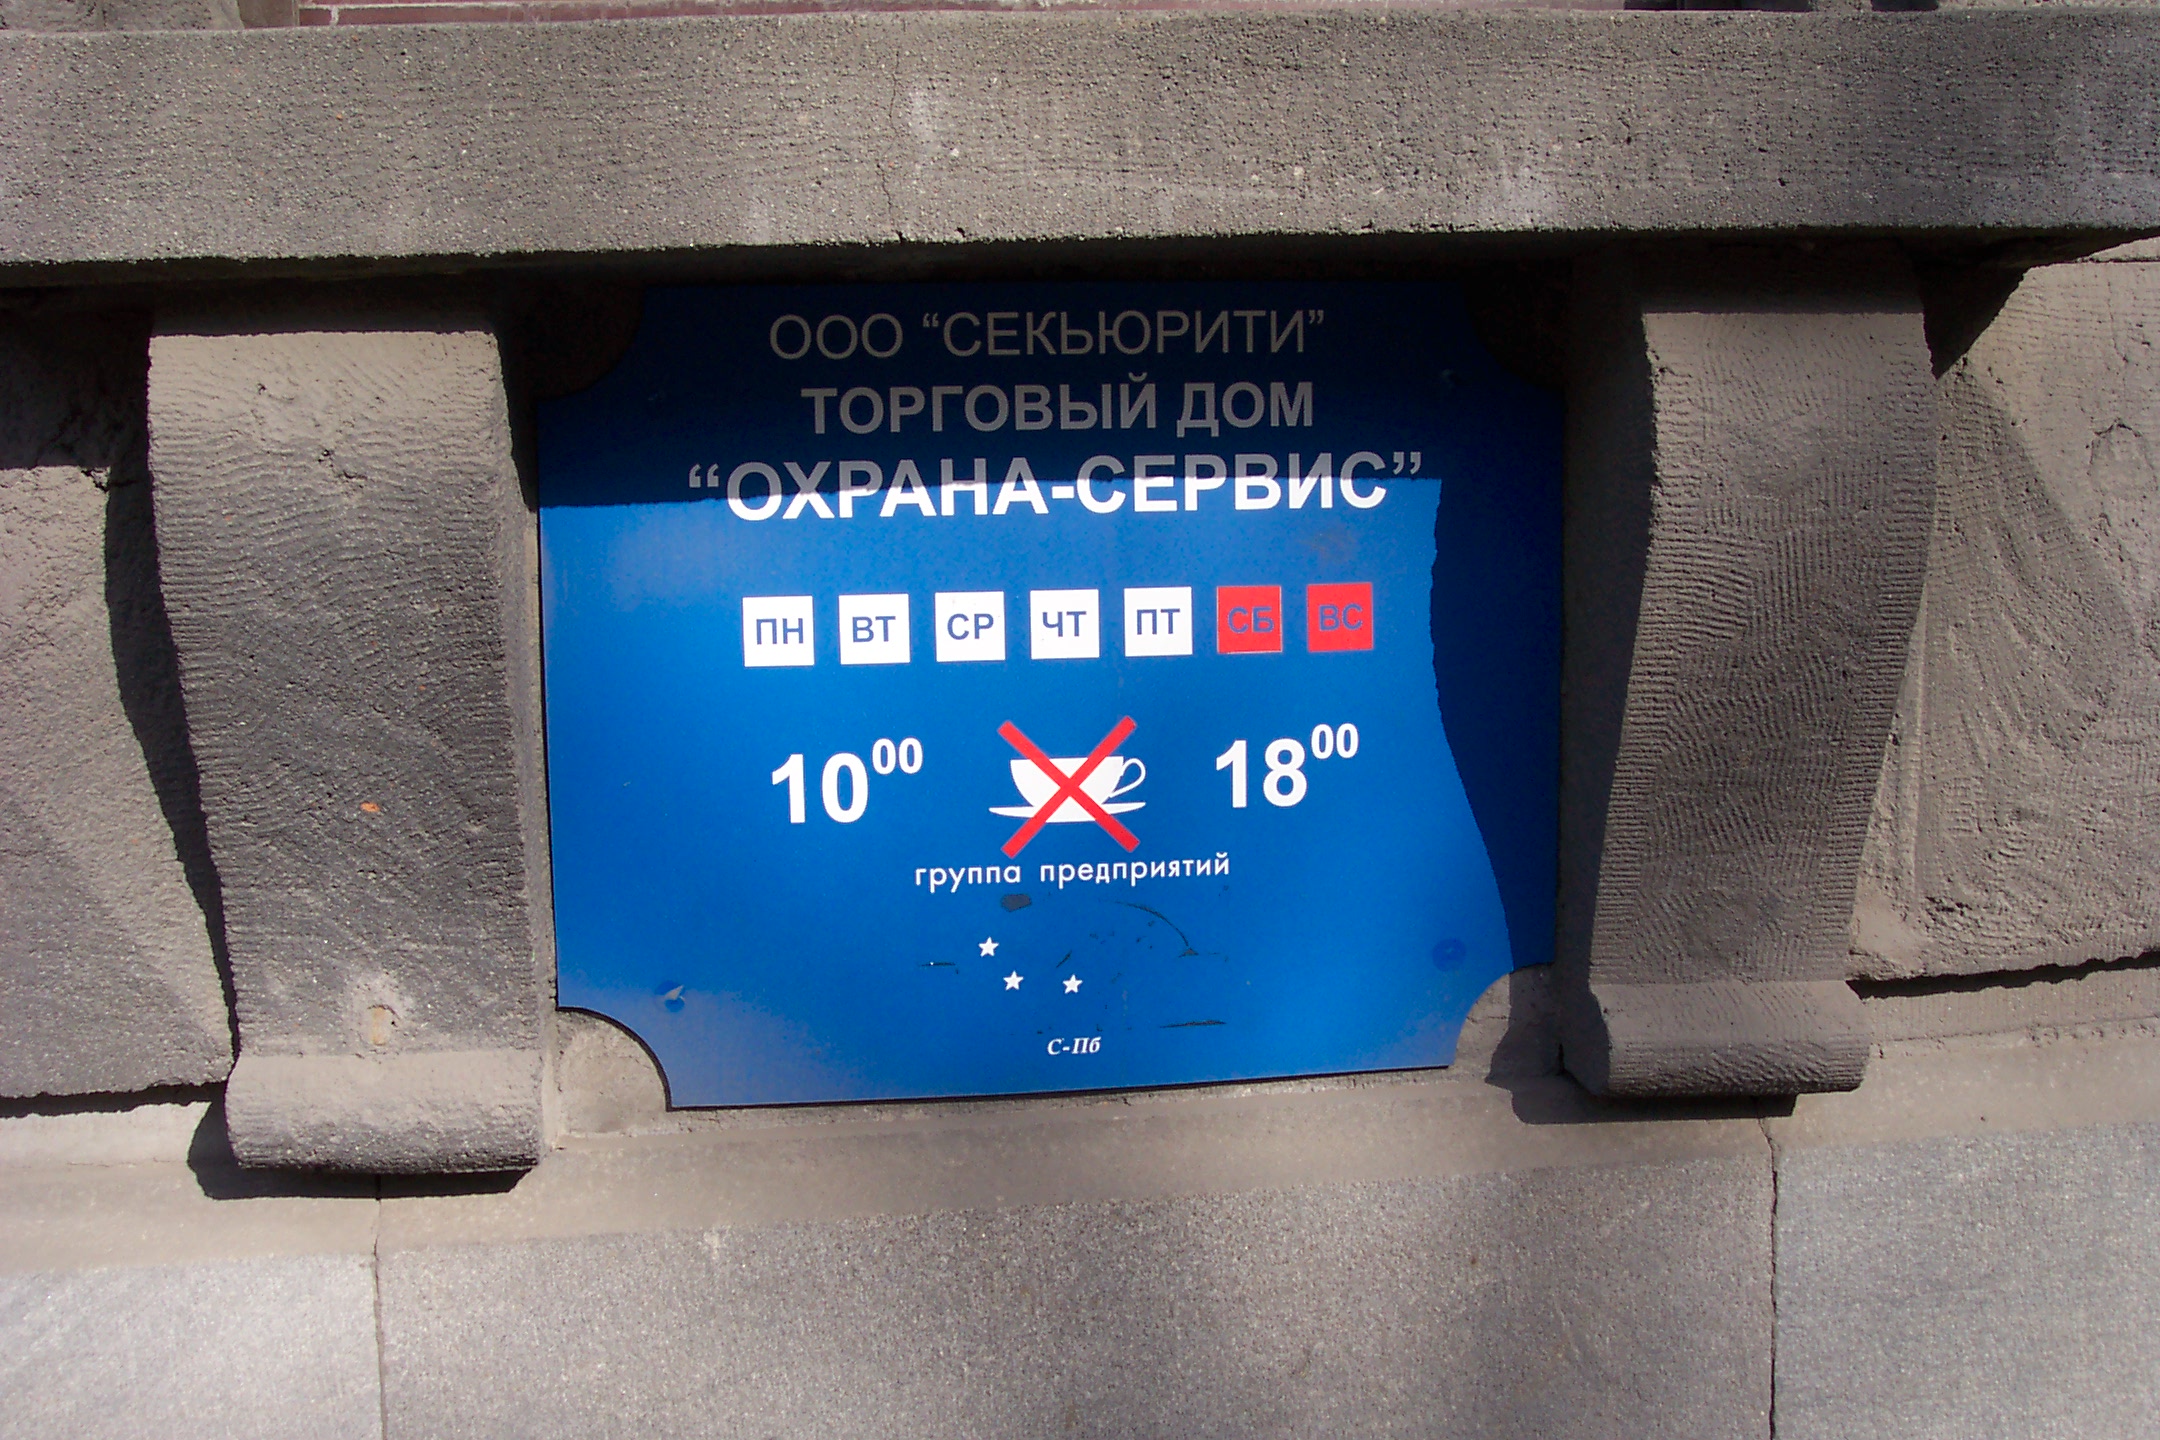 ООО “СЕКЬЮРИТИ”
ТОРГОВЫЙ ДОМ
“ОХРАНА-СЕРВИС”
ПН ВТ СР ЧТ ПТ СБ ВС
10⁰⁰ 18⁰⁰
группа предприятий
С-Пб